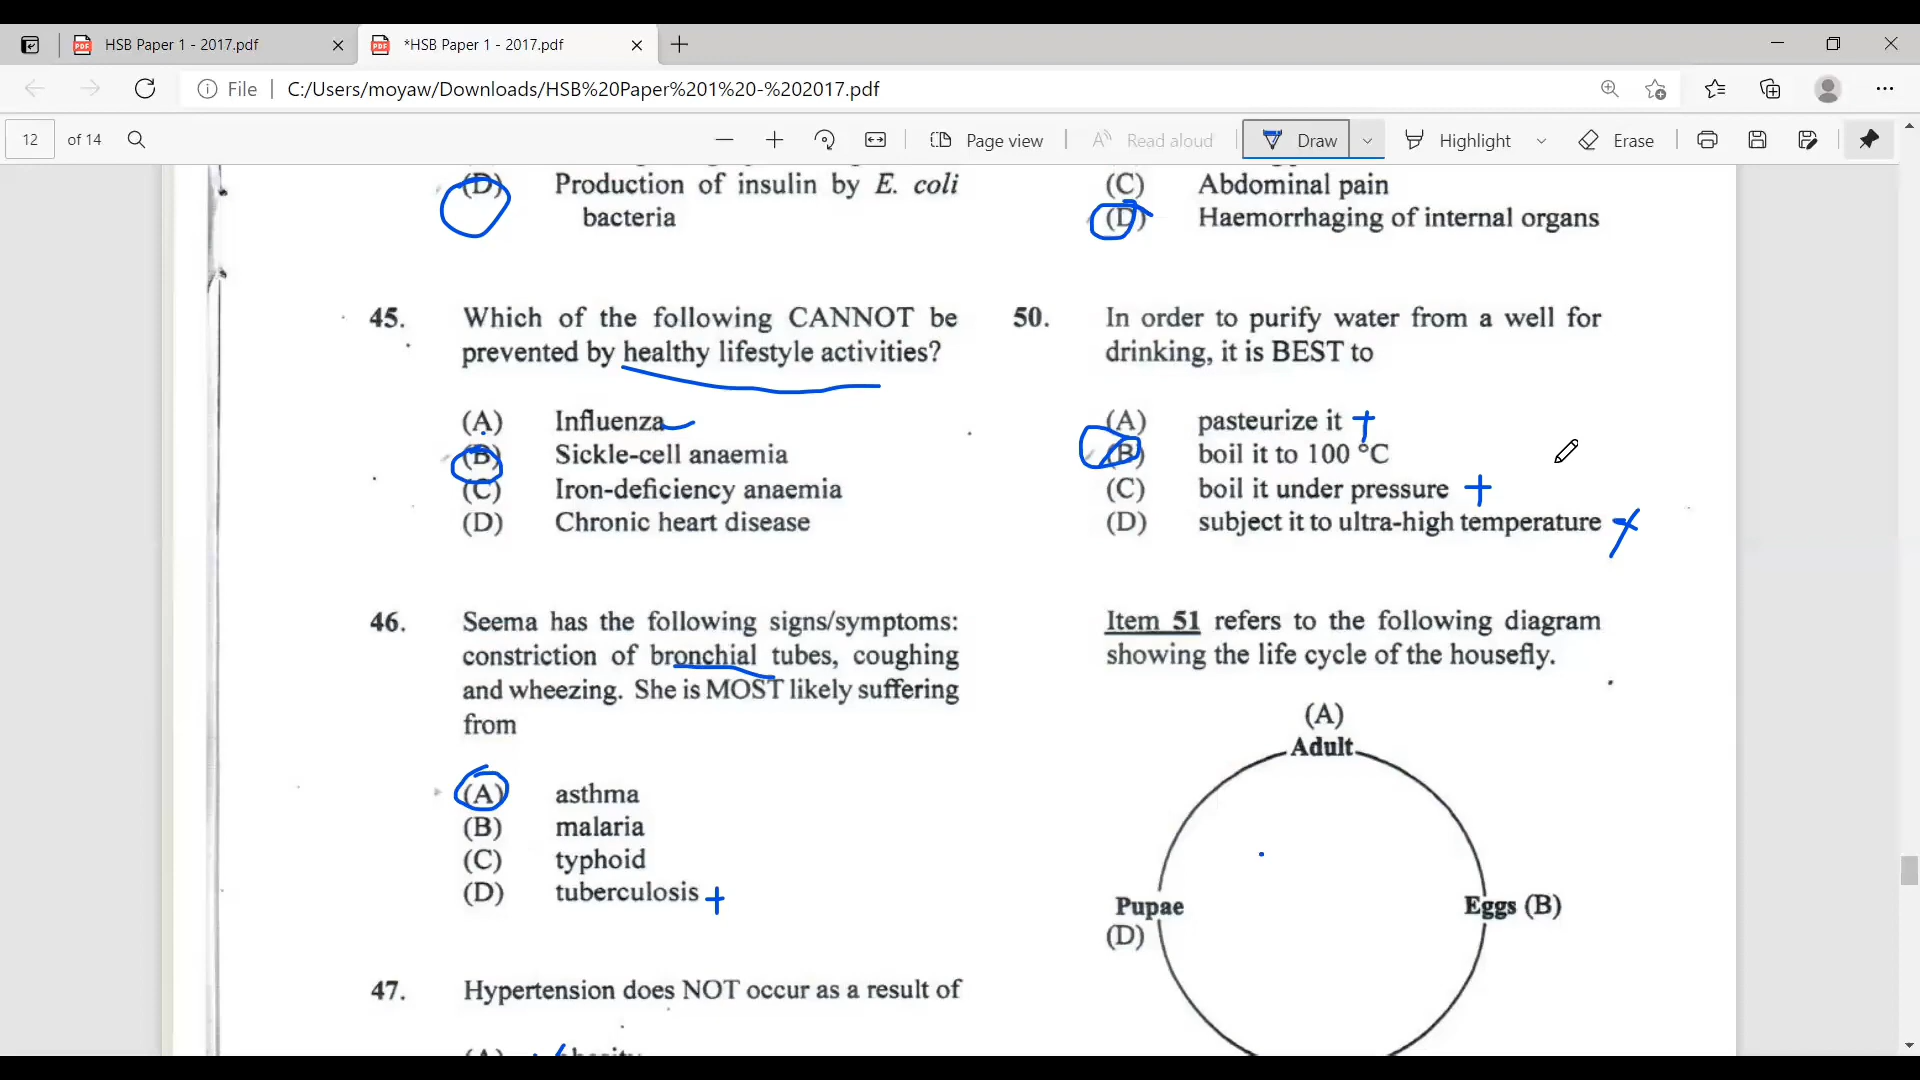 HSB Paper 1 - 2017.pdf
*HSB Paper 1 - 2017.pdf
File
C:/Users/moyaw/Downloads/HSB%20Paper%201%20-%202017.pdf
12 of 14
Page view
Read aloud
Draw
Highlight
Erase
(D) Production of insulin by E. coli
bacteria
45. Which of the following CANNOT be
prevented by healthy lifestyle activities?
(A) Influenza
(B) Sickle-cell anaemia
(C) Iron-deficiency anaemia
(D) Chronic heart disease
46. Seema has the following signs/symptoms:
constriction of bronchial tubes, coughing
and wheezing. She is MOST likely suffering
from
(A) asthma
(B) malaria
(C) typhoid
(D) tuberculosis
47. Hypertension does NOT occur as a result of
(A) obesity
(C) Abdominal pain
(D) Haemorrhaging of internal organs
50. In order to purify water from a well for
drinking, it is BEST to
(A) pasteurize it
(B) boil it to 100 °C
(C) boil it under pressure
(D) subject it to ultra-high temperature
Item 51 refers to the following diagram
showing the life cycle of the housefly.
(A)
Adult
Pupae
(D)
Eggs (B)